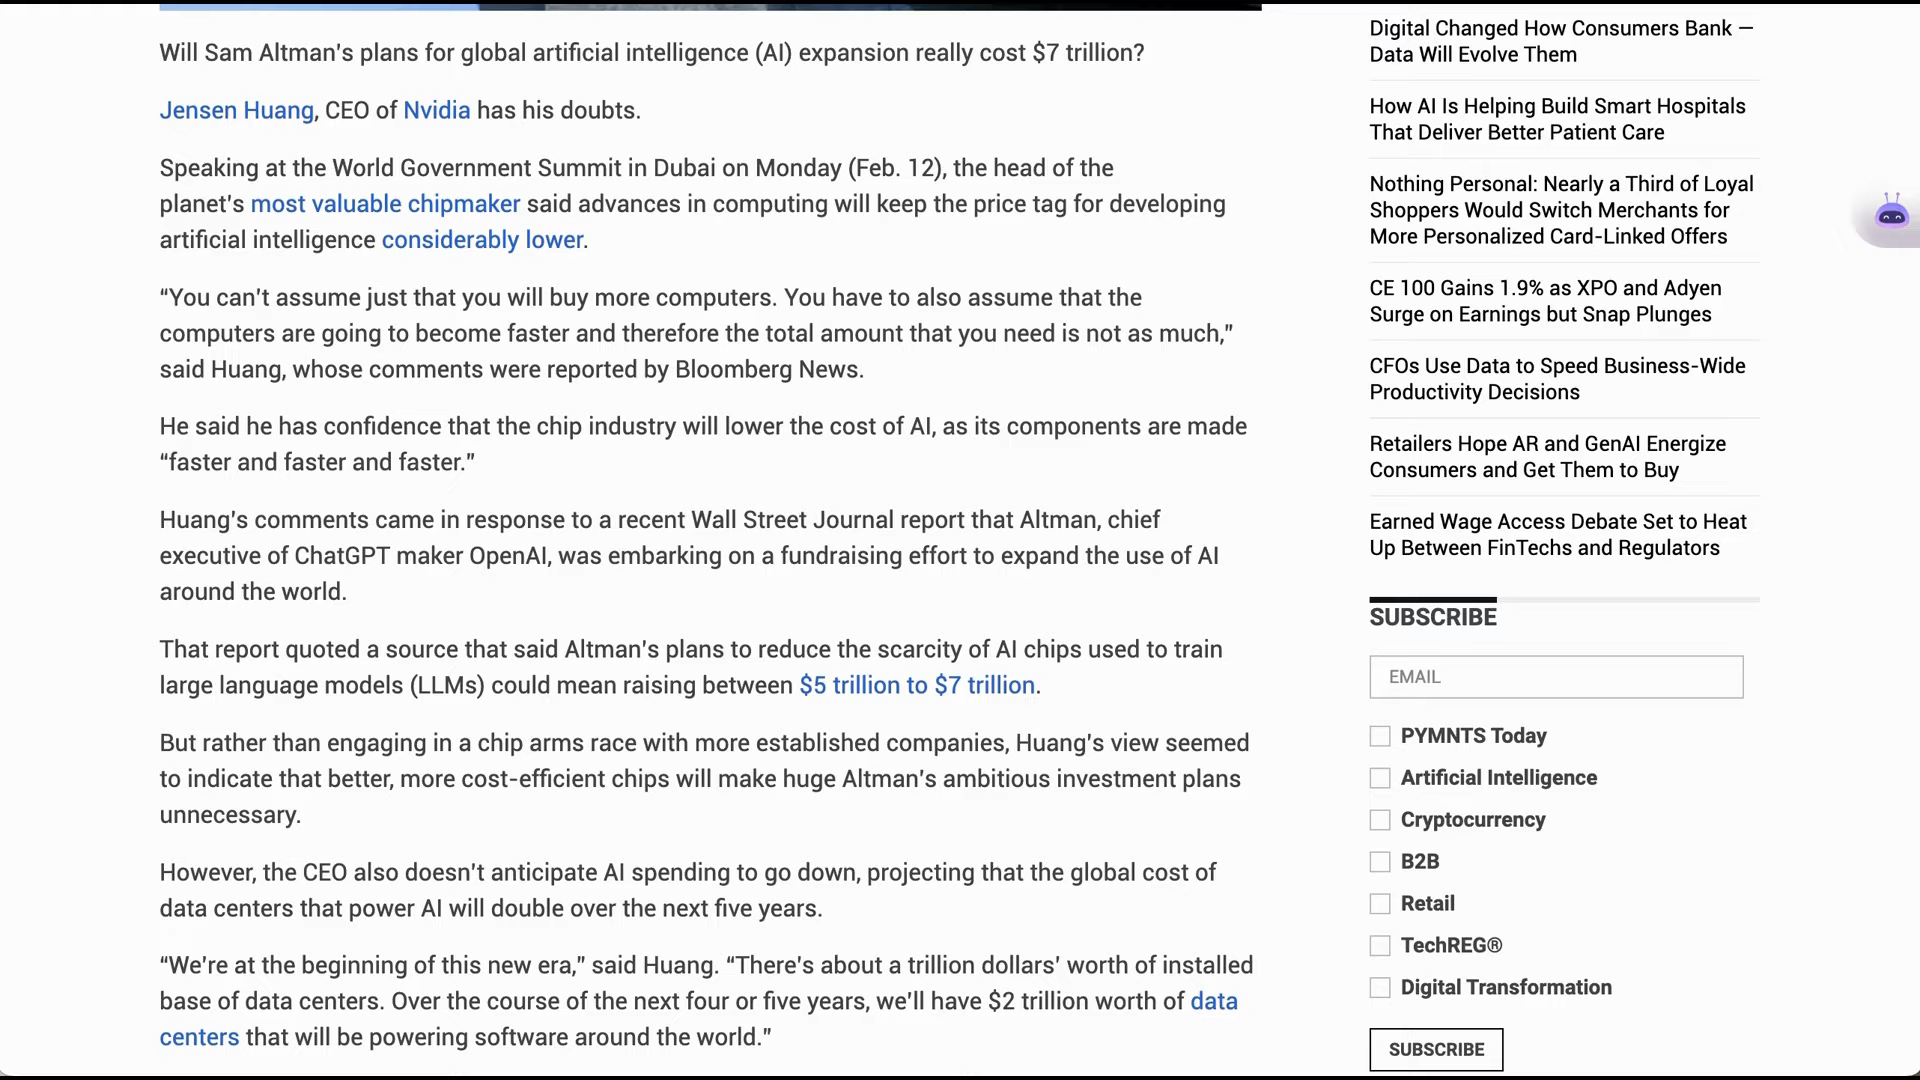 Will Sam Altman's plans for global artificial intelligence (AI) expansion really cost $7 trillion?
Jensen Huang, CEO of Nvidia has his doubts.
Speaking at the World Government Summit in Dubai on Monday (Feb. 12), the head of the
planet's most valuable chipmaker said advances in computing will keep the price tag for developing
artificial intelligence considerably lower.
“You can't assume just that you will buy more computers. You have to also assume that the
computers are going to become faster and therefore the total amount that you need is not as much,”
said Huang, whose comments were reported by Bloomberg News.
He said he has confidence that the chip industry will lower the cost of AI, as its components are made
“faster and faster and faster.”
Huang's comments came in response to a recent Wall Street Journal report that Altman, chief
executive of ChatGPT maker OpenAI, was embarking on a fundraising effort to expand the use of AI
around the world.
That report quoted a source that said Altman's plans to reduce the scarcity of AI chips used to train
large language models (LLMs) could mean raising between $5 trillion to $7 trillion.
But rather than engaging in a chip arms race with more established companies, Huang's view seemed
to indicate that better, more cost-efficient chips will make huge Altman's ambitious investment plans
unnecessary.
However, the CEO also doesn't anticipate AI spending to go down, projecting that the global cost of
data centers that power AI will double over the next five years.
“We're at the beginning of this new era,” said Huang. “There's about a trillion dollars' worth of installed
base of data centers. Over the course of the next four or five years, we'll have $2 trillion worth of data
centers that will be powering software around the world.”
Digital Changed How Consumers Bank —
Data Will Evolve Them
How AI Is Helping Build Smart Hospitals
That Deliver Better Patient Care
Nothing Personal: Nearly a Third of Loyal
Shoppers Would Switch Merchants for
More Personalized Card-Linked Offers
CE 100 Gains 1.9% as XPO and Adyen
Surge on Earnings but Snap Plunges
CFOs Use Data to Speed Business-Wide
Productivity Decisions
Retailers Hope AR and GenAI Energize
Consumers and Get Them to Buy
Earned Wage Access Debate Set to Heat
Up Between FinTechs and Regulators
SUBSCRIBE
EMAIL
PYMNTS Today
Artificial Intelligence
Cryptocurrency
B2B
Retail
TechREG®
Digital Transformation
SUBSCRIBE